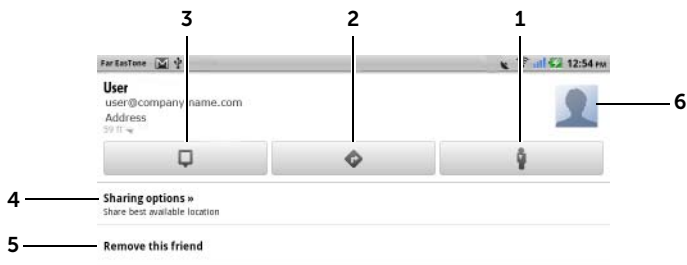 3 2 1
Far EasTone 12:54 PM
User
user@companyname.com
Address
6
4 Sharing options »
Share best available location
5 Remove this friend